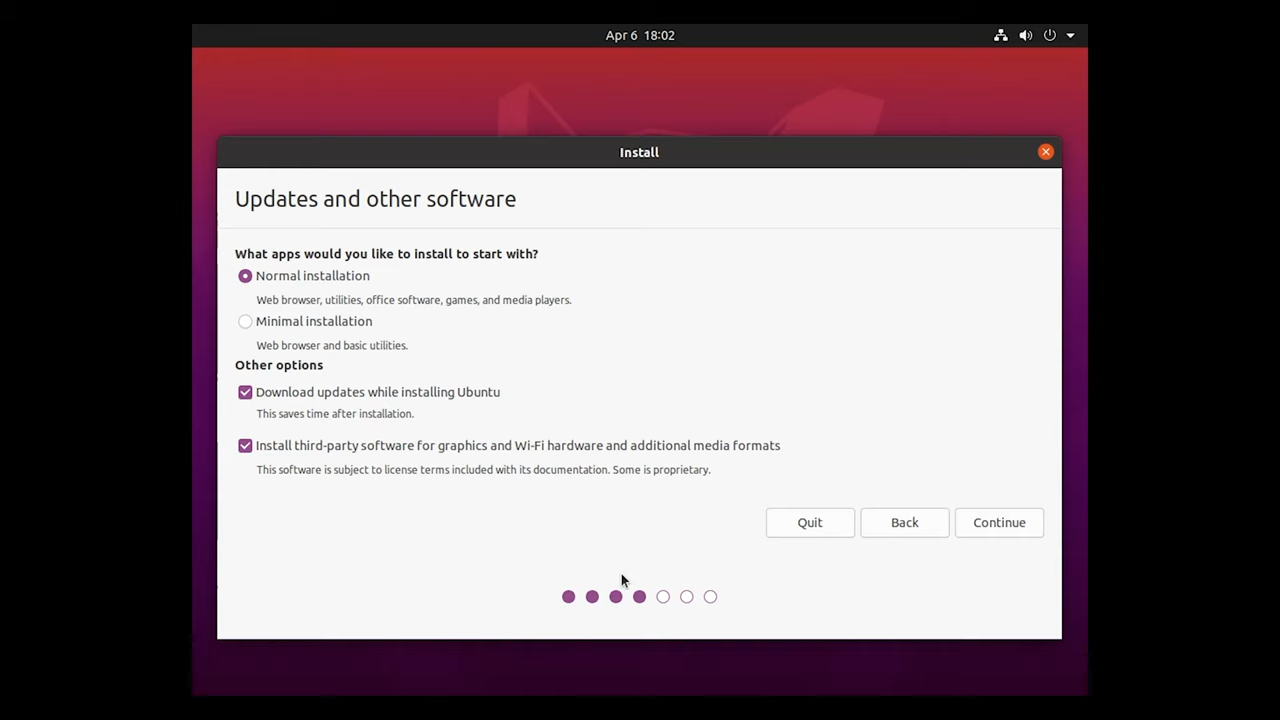 Apr 6 18:02
Install
Updates and other software
What apps would you like to install to start with?
Normal installation
Web browser, utilities, office software, games, and media players.
Minimal installation
Web browser and basic utilities.
Other options
Download updates while installing Ubuntu
This saves time after installation.
Install third-party software for graphics and Wi-Fi hardware and additional media formats
This software is subject to license terms included with its documentation. Some is proprietary.
Quit Back Continue